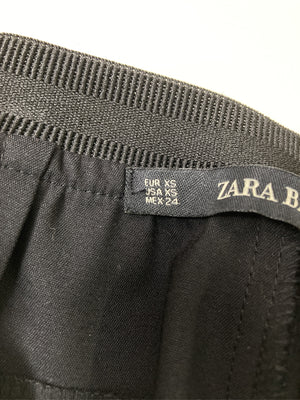 EUR XS
USA XS
MEX 24
ZARA B